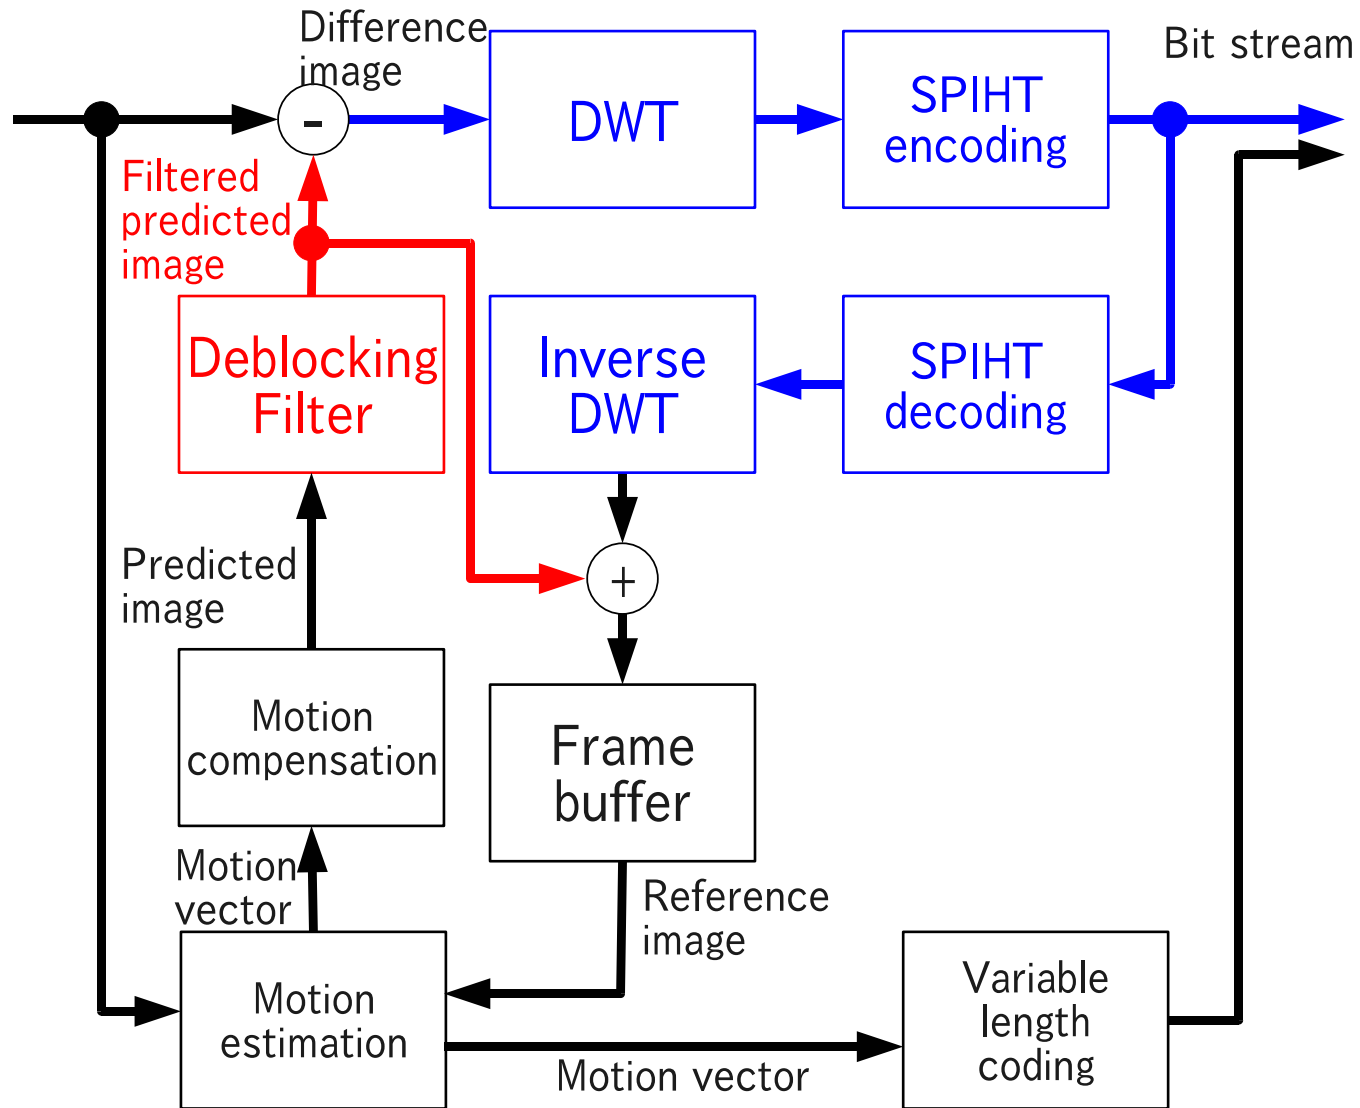 Difference
image
Bit stream
-
DWT
SPIHT
encoding
Filtered
predicted
image
Deblocking
Filter
Inverse
DWT
SPIHT
decoding
Predicted
image
+
Motion
compensation
Frame
buffer
Motion
vector
Reference
image
Motion
estimation
Motion vector
Variable
length
coding